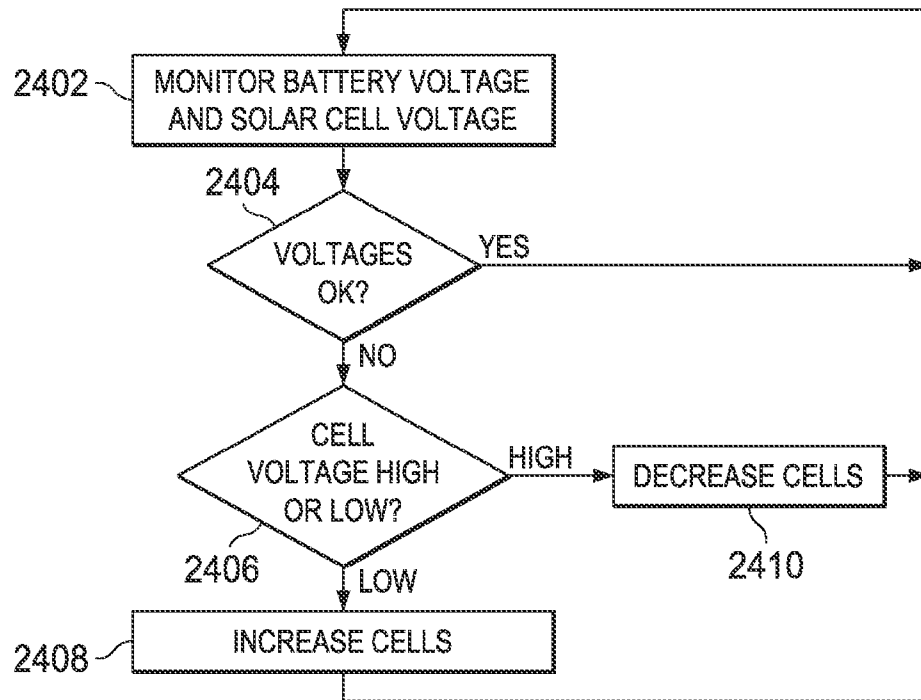 2402
MONITOR BATTERY VOLTAGE
AND SOLAR CELL VOLTAGE
2404
VOLTAGES
OK?
YES
NO
CELL
VOLTAGE HIGH
OR LOW?
HIGH
DECREASE CELLS
2406
2410
LOW
2408
INCREASE CELLS